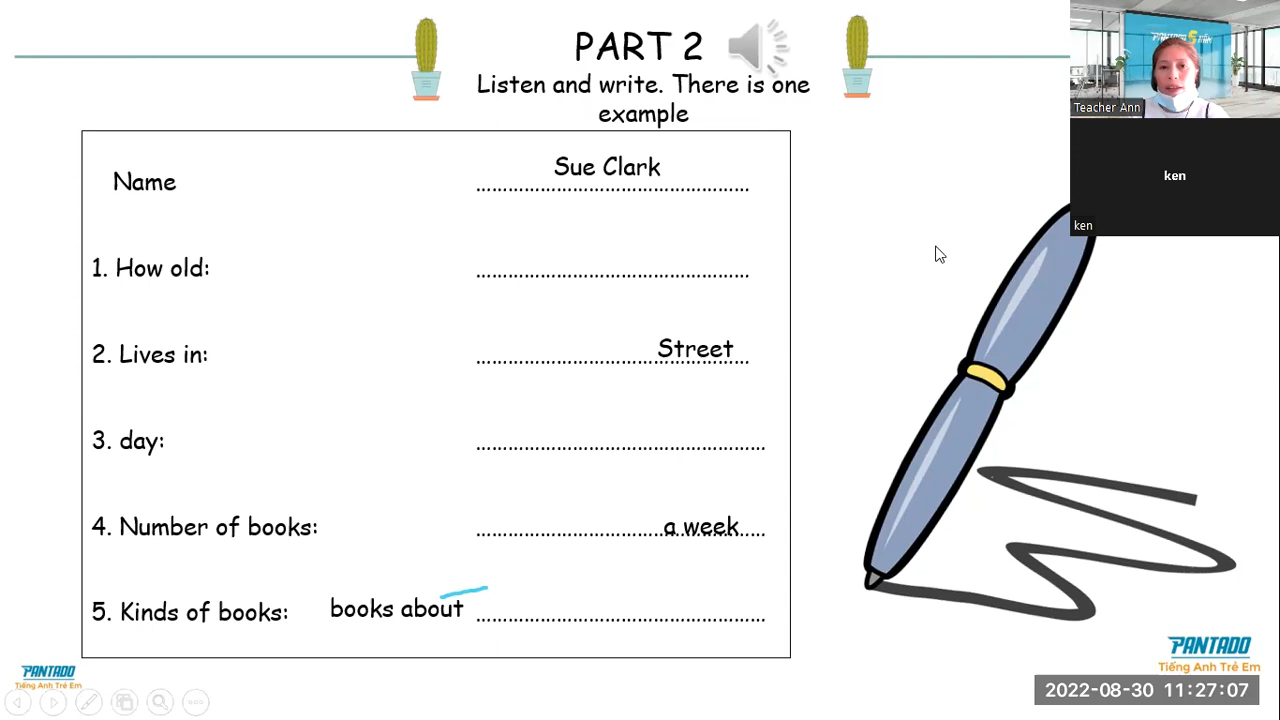 PART 2
Listen and write. There is one
example
Name Sue Clark
1. How old:
2. Lives in: Street
3. day:
4. Number of books: a week
5. Kinds of books: books about
Teacher Ann
ken
ken
PANTADO
Tiếng Anh Trẻ Em
PANTADO
Tiếng Anh Trẻ Em
2022-08-30 11:27:07